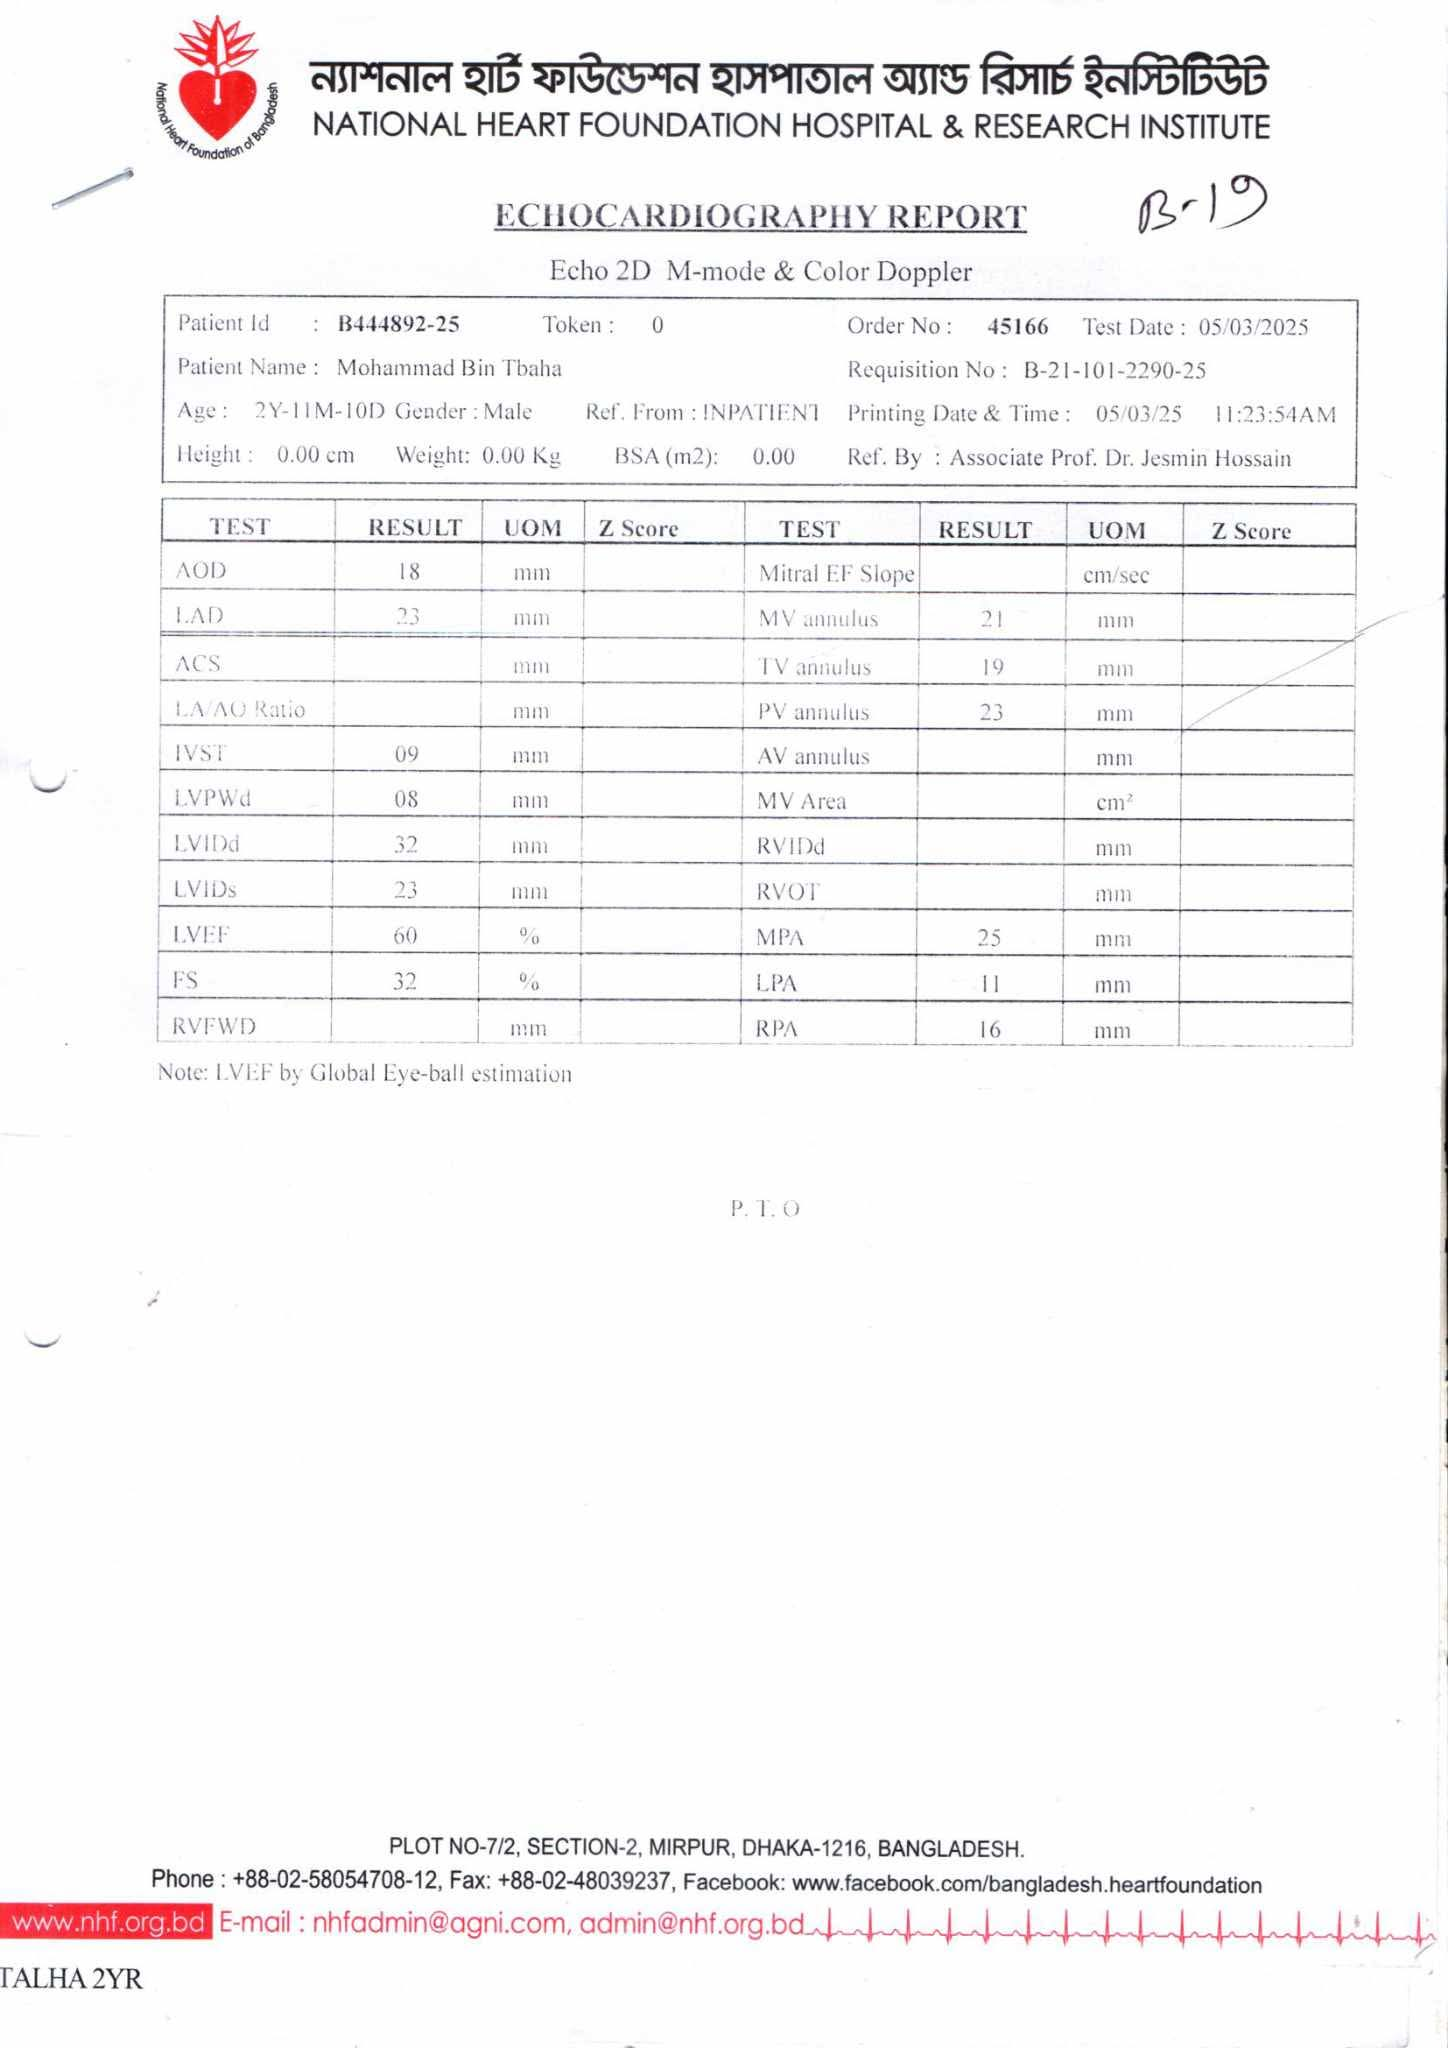 ন্যাশনাল হার্ট ফাউন্ডেশন হাসপাতাল অ্যান্ড রিসার্চ ইনস্টিটিউট
NATIONAL HEART FOUNDATION HOSPITAL & RESEARCH INSTITUTE
National Heart Foundation of Bangladesh
B-19
ECHOCARDIOGRAPHY REPORT
Echo 2D M-mode & Color Doppler
Patient Id : B444892-25 Token : 0 Order No : 45166 Test Date : 05/03/2025
Patient Name : Mohammad Bin Tbaha Requisition No : B-21-101-2290-25
Age : 2Y-11M-10D Gender : Male Ref. From : INPATIENT Printing Date & Time : 05/03/25 11:23:54AM
Height : 0.00 cm Weight: 0.00 Kg BSA (m2): 0.00 Ref. By : Associate Prof. Dr. Jesmin Hossain
TEST RESULT UOM Z Score TEST RESULT UOM Z Score
AOD 18 mm Mitral EF Slope cm/sec
LAD 23 mm MV annulus 21 mm
ACS mm TV annulus 19 mm
LA/AO Ratio mm PV annulus 23 mm
IVST 09 mm AV annulus mm
LVPWd 08 mm MV Area cm²
LVIDd 32 mm RVIDd mm
LVIDs 23 mm RVOT mm
LVEF 60 % MPA 25 mm
FS 32 % LPA 11 mm
RVFWD mm RPA 16 mm
Note: LVEF by Global Eye-ball estimation
P. T. O
PLOT NO-7/2, SECTION-2, MIRPUR, DHAKA-1216, BANGLADESH.
Phone : +88-02-58054708-12, Fax: +88-02-48039237, Facebook: www.facebook.com/bangladesh.heartfoundation
www.nhf.org.bd E-mail : nhfadmin@agni.com, admin@nhf.org.bd
TALHA 2YR